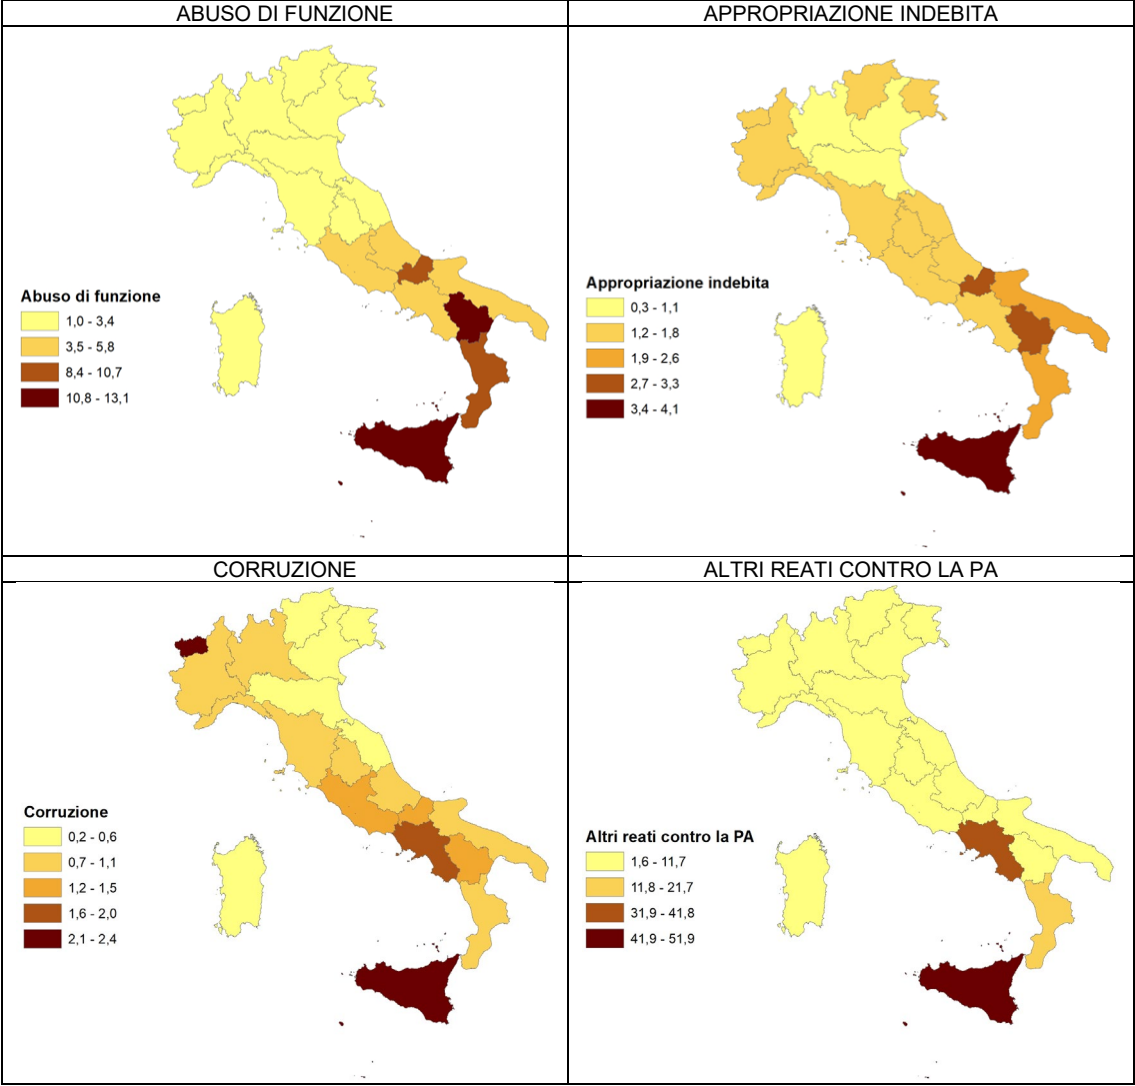 ABUSO DI FUNZIONE
APPROPRIAZIONE INDEBITA
Abuso di funzione
1,0 - 3,4
3,5 - 5,8
8,4 - 10,7
10,8 - 13,1
Appropriazione indebita
0,3 - 1,1
1,2 - 1,8
1,9 - 2,6
2,7 - 3,3
3,4 - 4,1
CORRUZIONE
ALTRI REATI CONTRO LA PA
Corruzione
0,2 - 0,6
0,7 - 1,1
1,2 - 1,5
1,6 - 2,0
2,1 - 2,4
Altri reati contro la PA
1,6 - 11,7
11,8 - 21,7
31,9 - 41,8
41,9 - 51,9